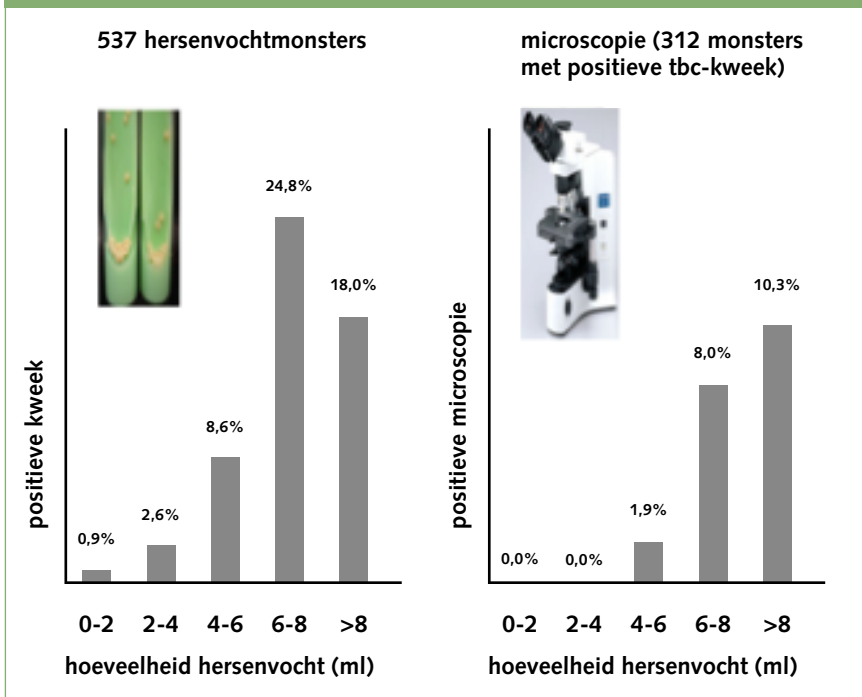 537 hersenvochtmonsters
24,8%
18,0%
8,6%
2,6%
0,9%
positieve kweek
0-2 2-4 4-6 6-8 >8
hoeveelheid hersenvocht (ml)
microscopie (312 monsters
met positieve tbc-kweek)
10,3%
8,0%
1,9%
0,0% 0,0%
positieve microscopie
0-2 2-4 4-6 6-8 >8
hoeveelheid hersenvocht (ml)